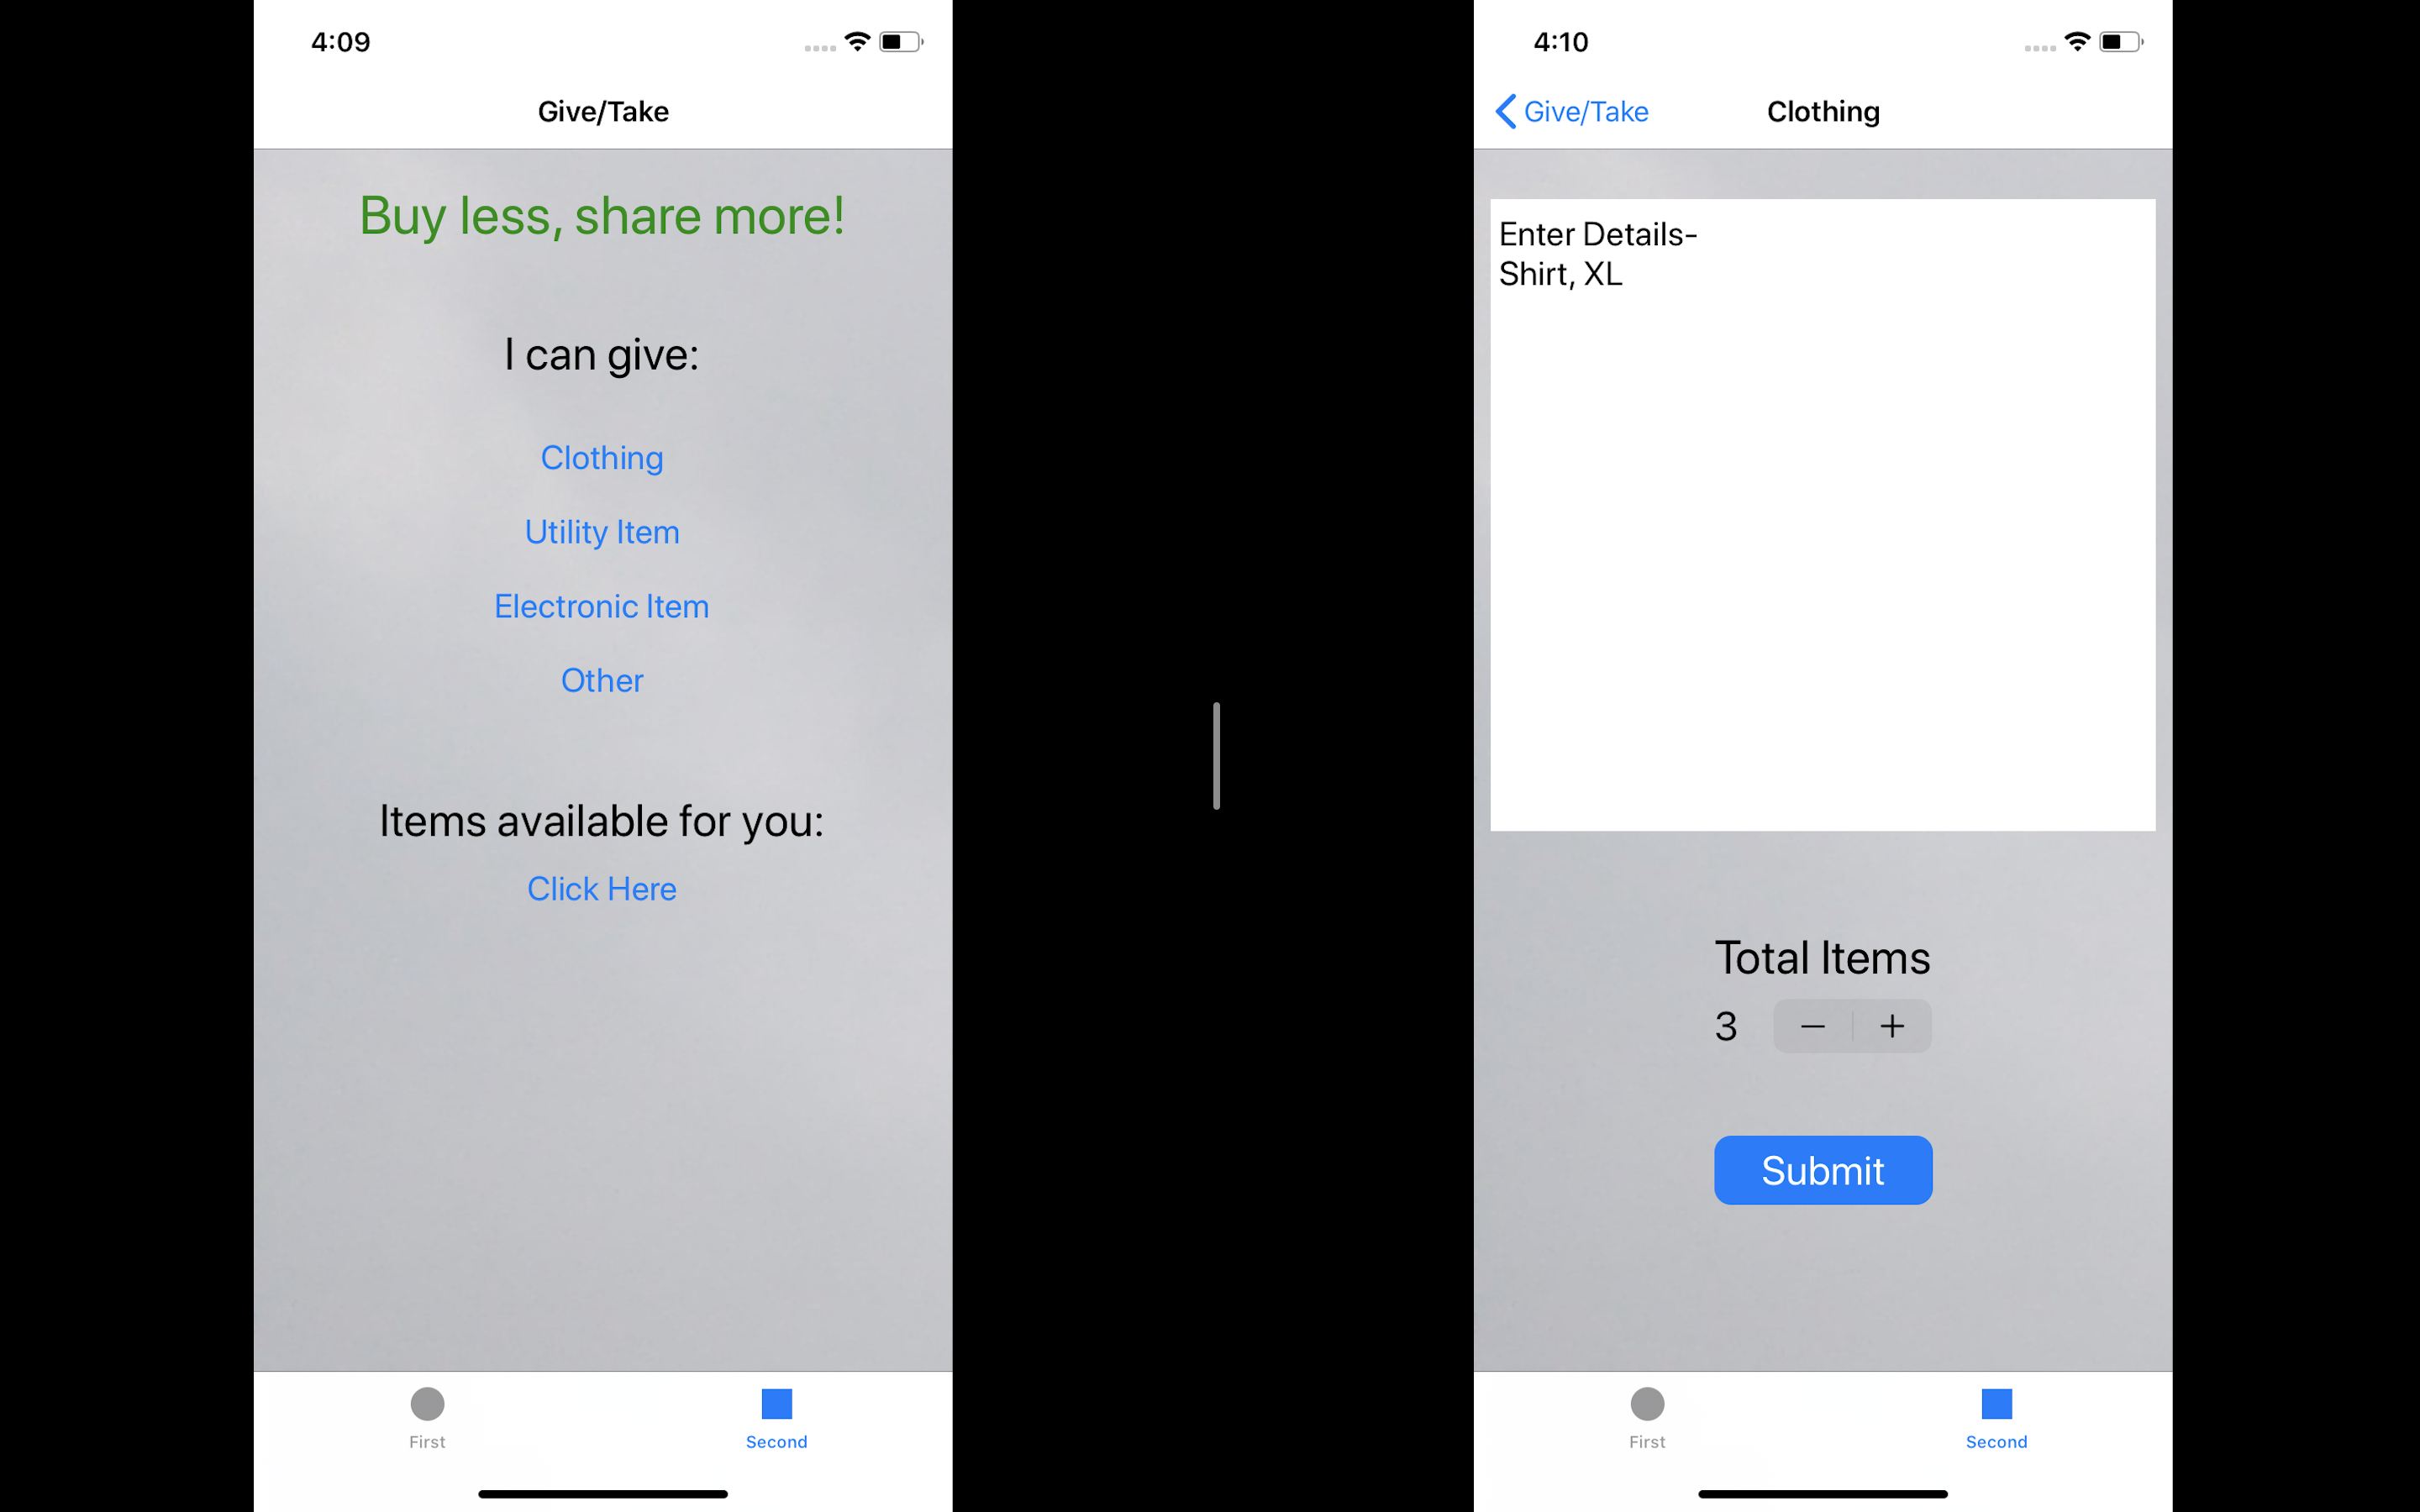 4:09
Give/Take
Buy less, share more!
I can give:
Clothing
Utility Item
Electronic Item
Other
Items available for you:
Click Here
First
Second
4:10
Give/Take
Clothing
Enter Details-
Shirt, XL
Total Items
3
Submit
First
Second